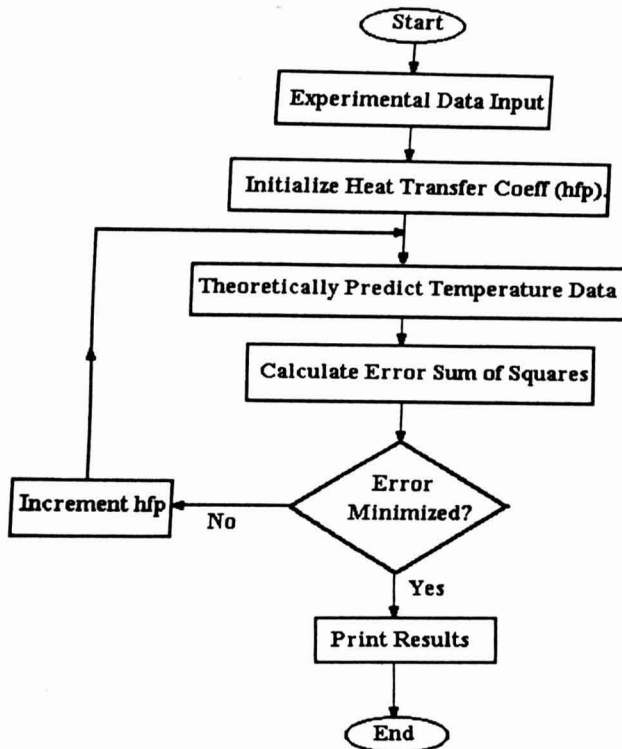 Start
Experimental Data Input
Initialize Heat Transfer Coeff (hfp).
Theoretically Predict Temperature Data
Calculate Error Sum of Squares
Error
Minimized?
No
Increment hfp
Yes
Print Results
End